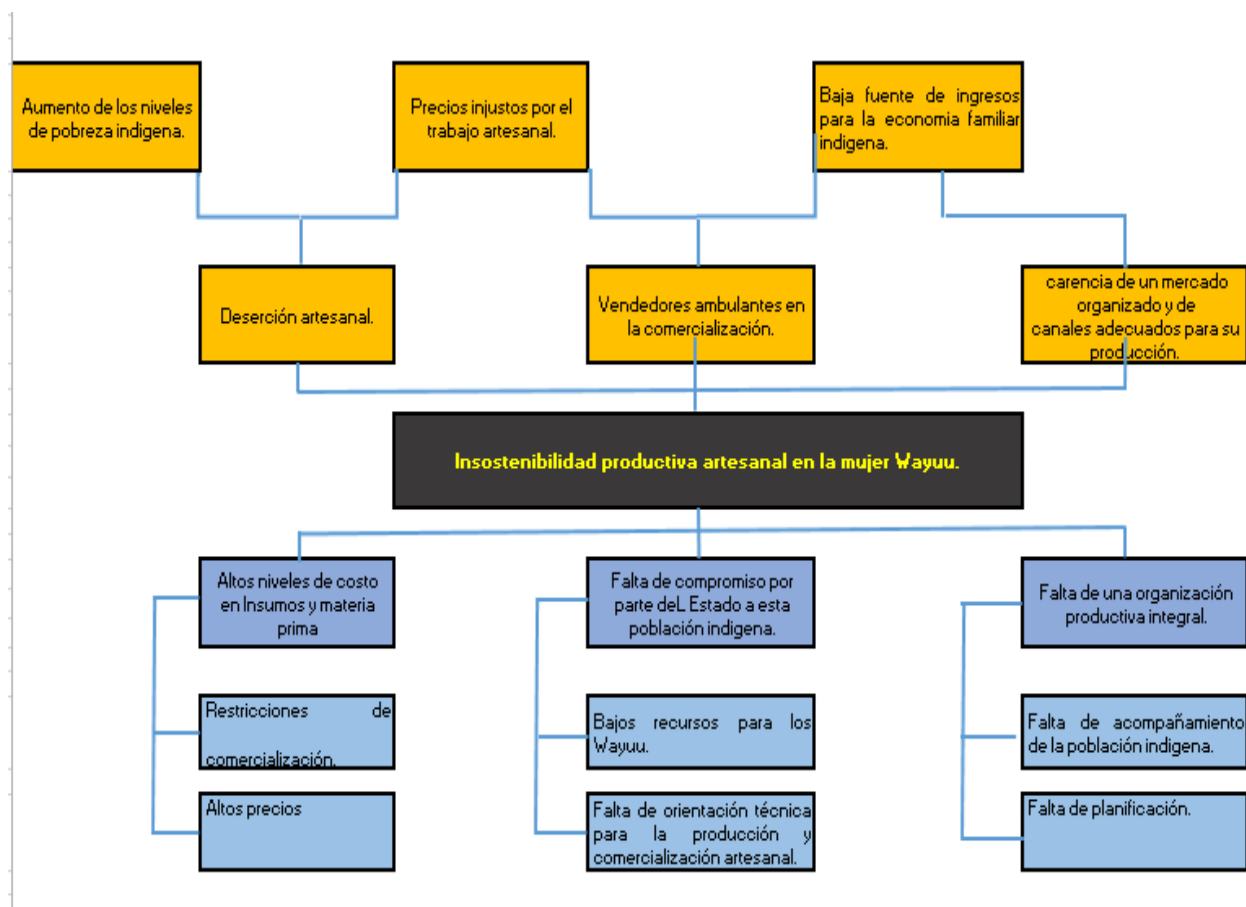 Aumento de los niveles
de pobreza indigena.
Precios injustos por el
trabajo artesanal.
Baja fuente de ingresos
para la economia familiar
indigena.
Deserción artesanal.
Vendedores ambulantes en
la comercialización.
carencia de un mercado
organizado y de
canales adecuados para su
producción.
Insostenibilidad productiva artesanal en la mujer Wayuu.
Altos niveles de costo
en Insumos y materia
prima
Falta de compromiso por
parte deL Estado a esta
población indigena.
Falta de una organización
productiva integral.
Restricciones de
comercialización.
Bajos recursos para los
Wayuu.
Falta de acompañamiento
de la población indigena.
Altos precios
Falta de orientación técnica
para la producción y
comercialización artesanal.
Falta de planificación.